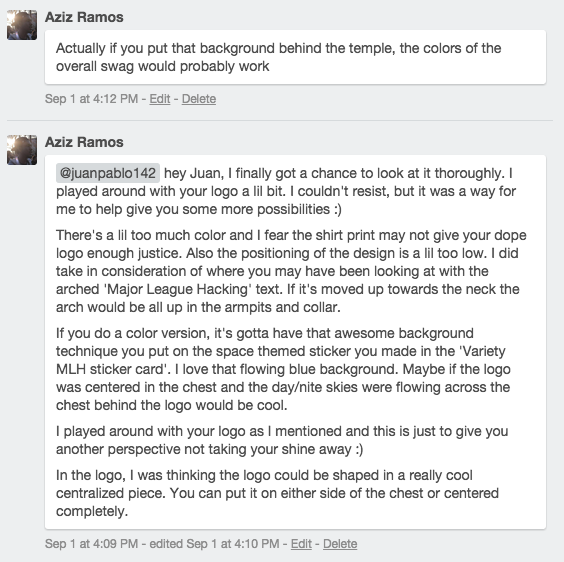 Aziz Ramos
Actually if you put that background behind the temple, the colors of the
overall swag would probably work
Sep 1 at 4:12 PM - Edit - Delete
Aziz Ramos
@juanpablo142 hey Juan, I finally got a chance to look at it thoroughly. I
played around with your logo a lil bit. I couldn't resist, but it was a way for
me to help give you some more possibilities :)
There's a lil too much color and I fear the shirt print may not give your dope
logo enough justice. Also the positioning of the design is a lil too low. I did
take in consideration of where you may have been looking at with the
arched 'Major League Hacking' text. If it's moved up towards the neck the
arch would be all up in the armpits and collar.
If you do a color version, it's gotta have that awesome background
technique you put on the space themed sticker you made in the 'Variety
MLH sticker card'. I love that flowing blue background. Maybe if the logo
was centered in the chest and the day/nite skies were flowing across the
chest behind the logo would be cool.
I played around with your logo as I mentioned and this is just to give you
another perspective not taking your shine away :)
In the logo, I was thinking the logo could be shaped in a really cool
centralized piece. You can put it on either side of the chest or centered
completely.
Sep 1 at 4:09 PM - edited Sep 1 at 4:10 PM - Edit - Delete